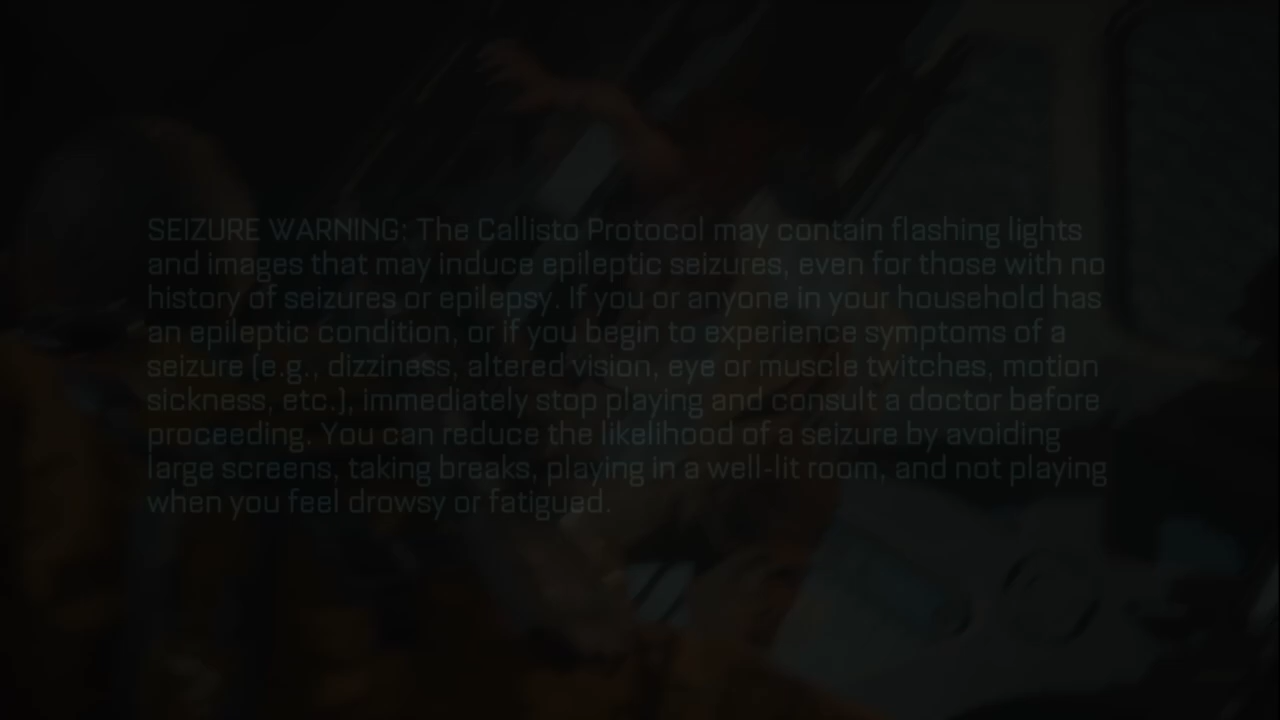 SEIZURE WARNING: The Callisto Protocol may contain flashing lights
and images that may induce epileptic seizures, even for those with no
history of seizures or epilepsy. If you or anyone in your household has
an epileptic condition, or if you begin to experience symptoms of a
seizure (e.g., dizziness, altered vision, eye or muscle twitches, motion
sickness, etc.), immediately stop playing and consult a doctor before
proceeding. You can reduce the likelihood of a seizure by avoiding
large screens, taking breaks, playing in a well-lit room, and not playing
when you feel drowsy or fatigued.